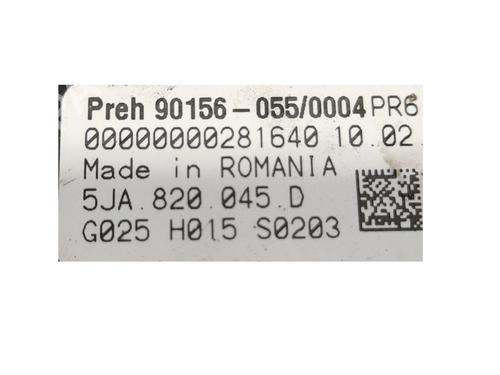 Preh 90156-055/0004 PR6
00000000281640 10.02
Made in ROMANIA
5JA.820.045.D
G025 H015 S0203